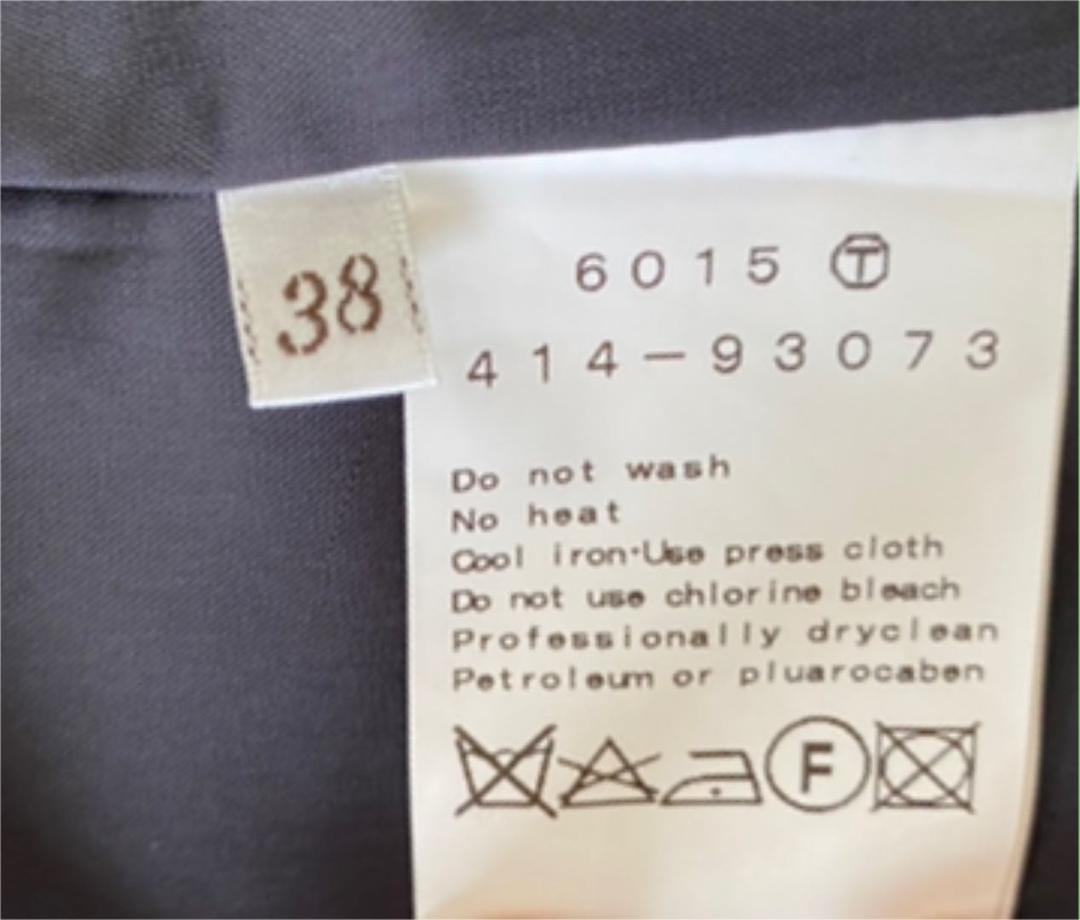 38
6015 Ⓣ
414-93073
Do not wash
No heat
Cool iron·Use press cloth
Do not use chlorine bleach
Professionally dryclean
Petroleum or pluarocaben
F